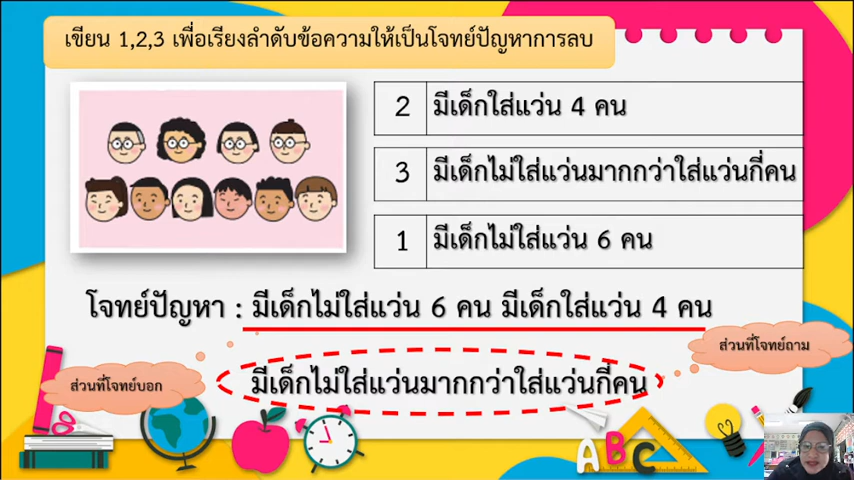 เขียน 1,2,3 เพื่อเรียงลำดับข้อความให้เป็นโจทย์ปัญหาการลบ
2 มีเด็กใส่แว่น 4 คน
3 มีเด็กไม่ใส่แว่นมากกว่าใส่แว่นกี่คน
1 มีเด็กไม่ใส่แว่น 6 คน
โจทย์ปัญหา : มีเด็กไม่ใส่แว่น 6 คน มีเด็กใส่แว่น 4 คน
ส่วนที่โจทย์ถาม
ส่วนที่โจทย์บอก
มีเด็กไม่ใส่แว่นมากกว่าใส่แว่นกี่คน
ABC